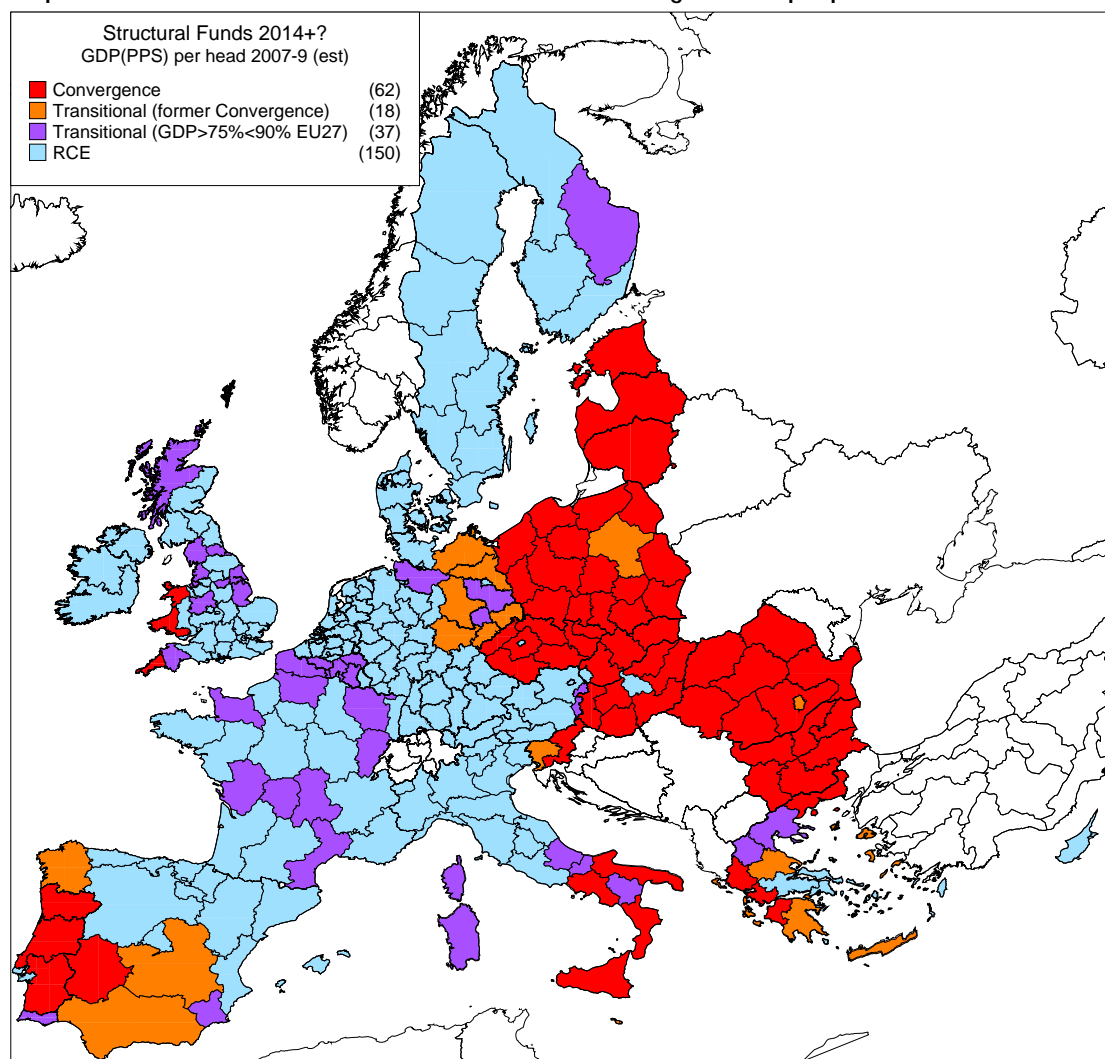 Structural Funds 2014+?
GDP(PPS) per head 2007-9 (est)
Convergence (62)
Transitional (former Convergence) (18)
Transitional (GDP>75%<90% EU27) (37)
RCE (150)